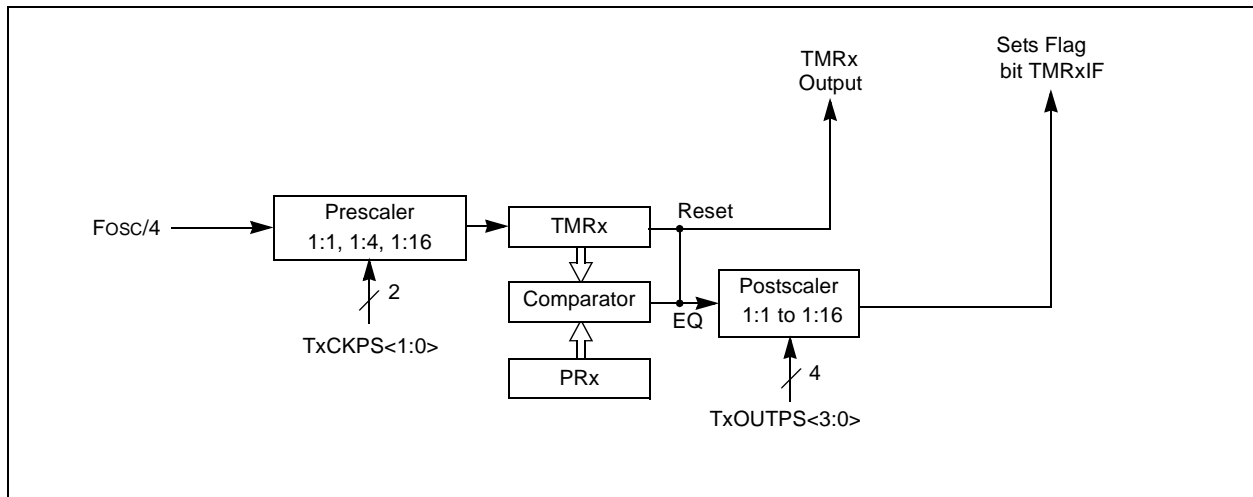 TMRx
Output
Sets Flag
bit TMRxIF
Fosc/4
Prescaler
1:1, 1:4, 1:16
TMRx
Reset
2
Comparator
EQ
Postscaler
1:1 to 1:16
TxCKPS<1:0>
PRx
4
TxOUTPS<3:0>